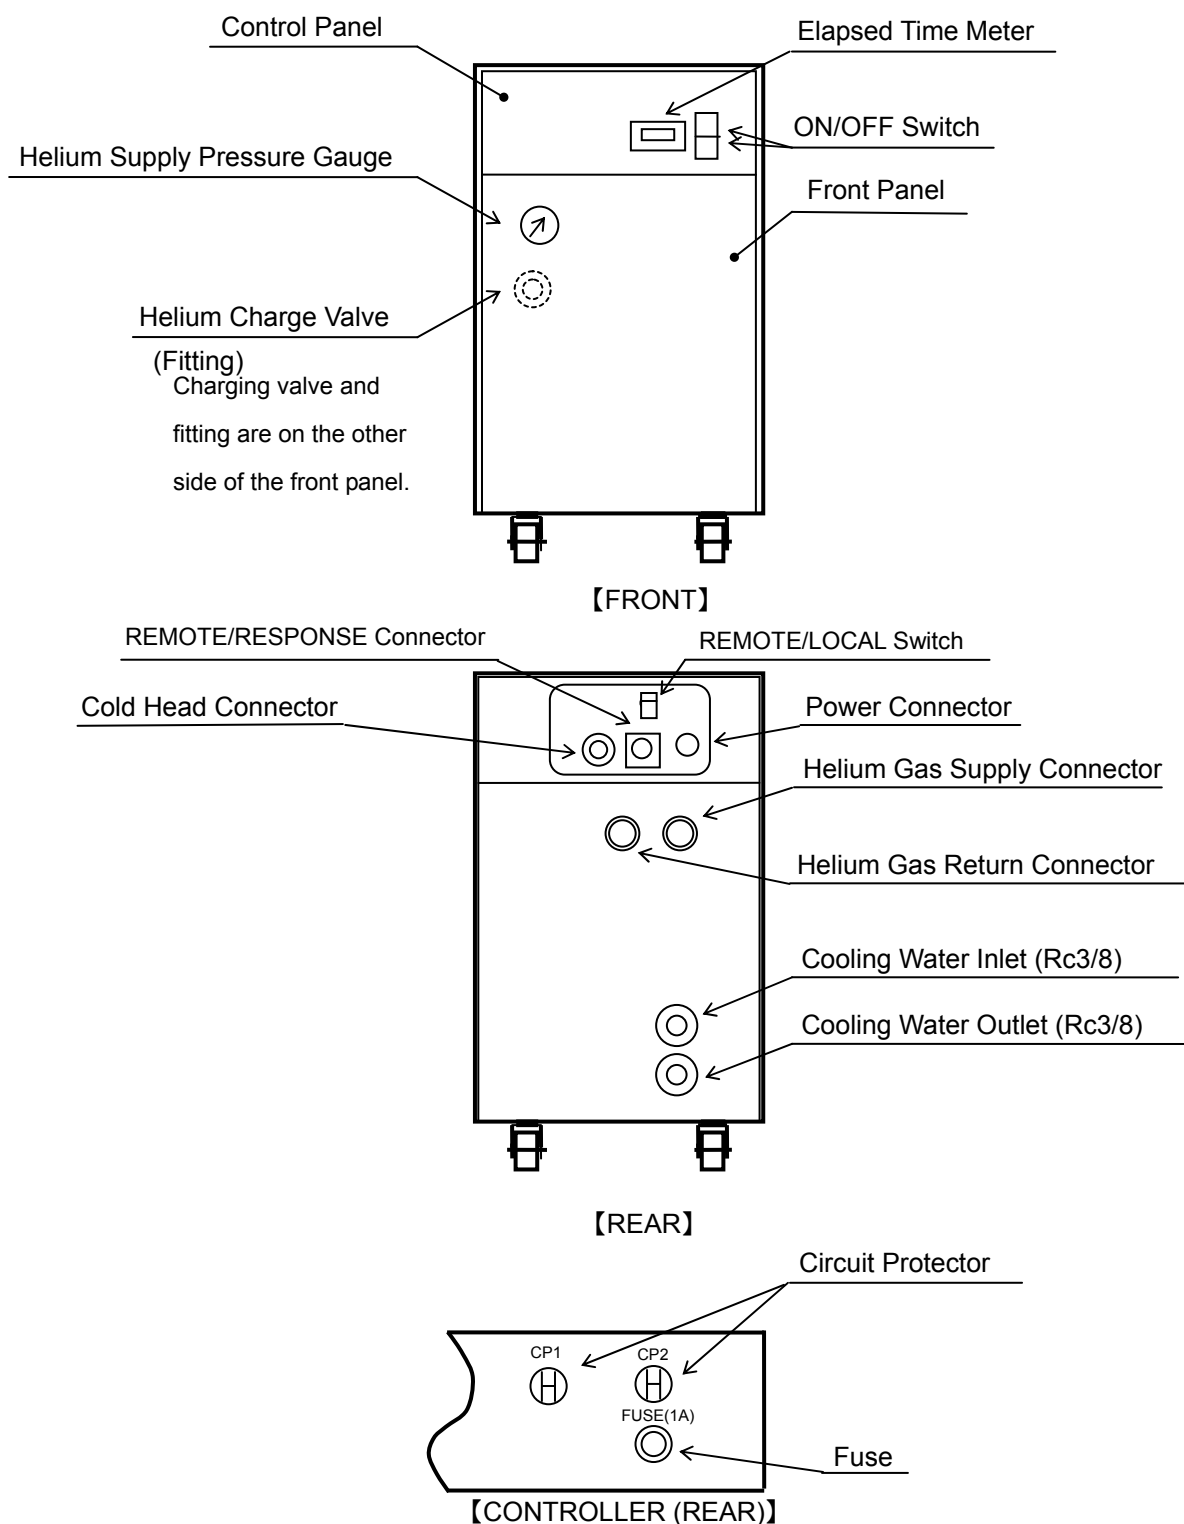 Control Panel
Elapsed Time Meter
ON/OFF Switch
Helium Supply Pressure Gauge
Front Panel
Helium Charge Valve
(Fitting)
Charging valve and
fitting are on the other
side of the front panel.
【FRONT】
REMOTE/RESPONSE Connector
REMOTE/LOCAL Switch
Cold Head Connector
Power Connector
Helium Gas Supply Connector
Helium Gas Return Connector
Cooling Water Inlet (Rc3/8)
Cooling Water Outlet (Rc3/8)
【REAR】
Circuit Protector
CP1
CP2
FUSE(1A)
Fuse
【CONTROLLER (REAR)】